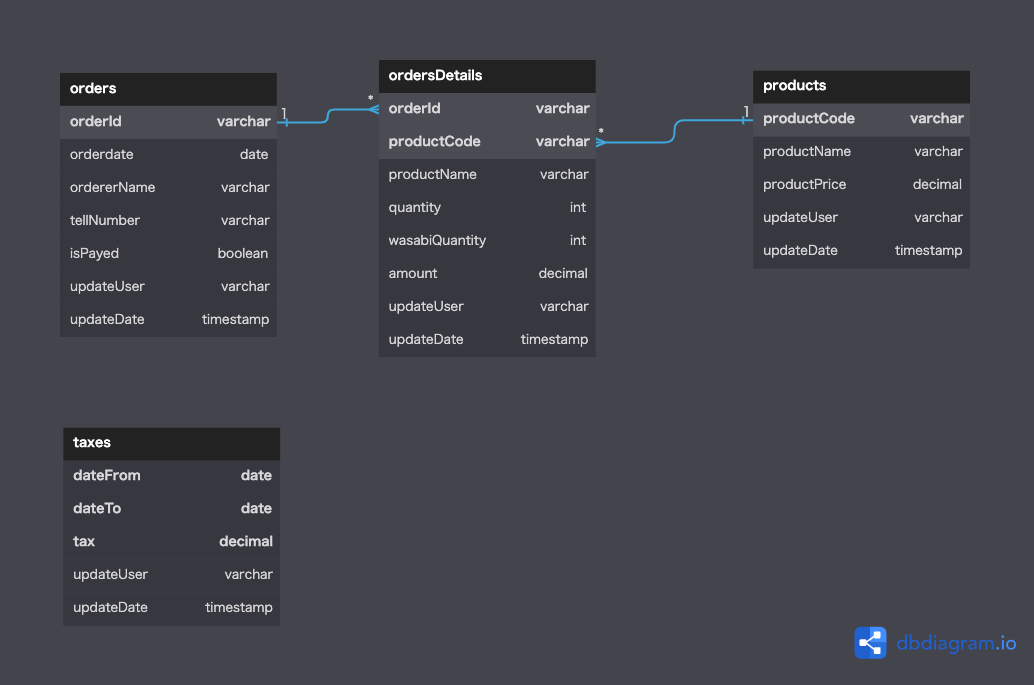 orders
orderId varchar
orderdate date
ordererName varchar
tellNumber varchar
isPayed boolean
updateUser varchar
updateDate timestamp
1
*
ordersDetails
orderId varchar
productCode varchar
productName varchar
quantity int
wasabiQuantity int
amount decimal
updateUser varchar
updateDate timestamp
*
1
products
productCode varchar
productName varchar
productPrice decimal
updateUser varchar
updateDate timestamp
taxes
dateFrom date
dateTo date
tax decimal
updateUser varchar
updateDate timestamp
dbdiagram.io